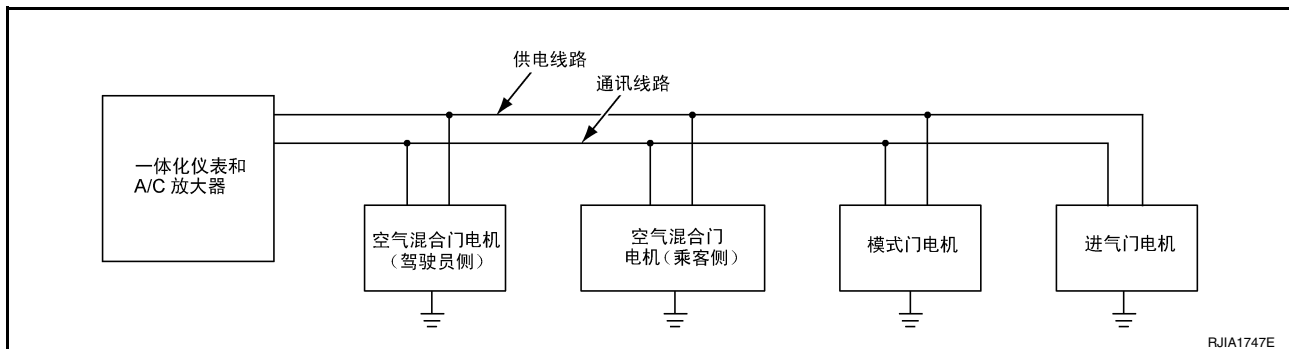 供电线路
通讯线路
一体化仪表和
A/C 放大器
空气混合门电机
（驾驶员侧）
空气混合门
电机（乘客侧）
模式门电机
进气门电机
RJIA1747E